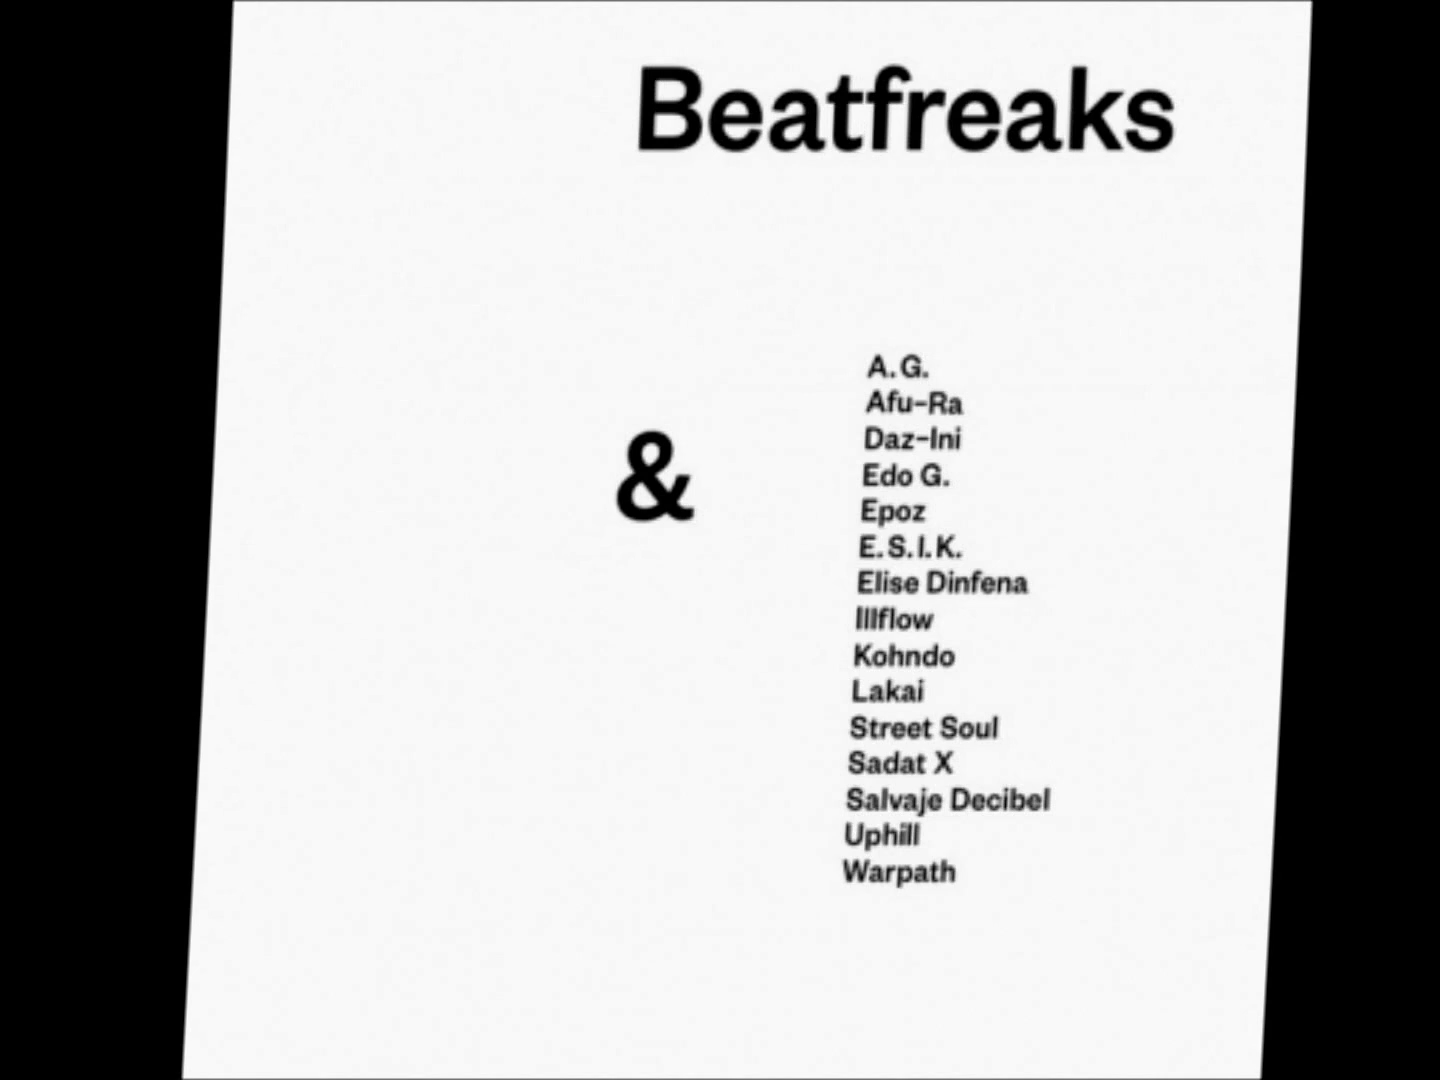 Beatfreaks
&
A.G.
Afu-Ra
Daz-Ini
Edo G.
Epoz
E.S.I.K.
Elise Dinfena
Illflow
Kohndo
Lakai
Street Soul
Sadat X
Salvaje Decibel
Uphill
Warpath